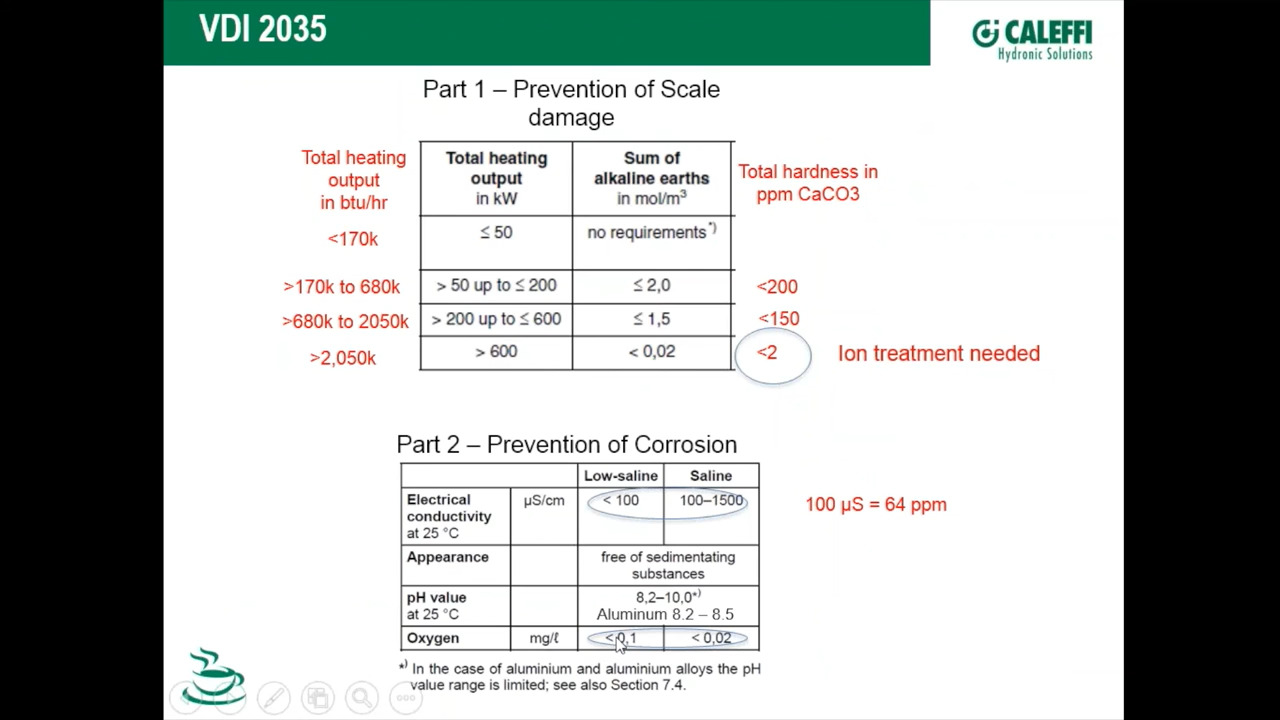 VDI 2035
CALEFFI
Hydronic Solutions
Part 1 – Prevention of Scale
damage
Total heating
output
in btu/hr
Total heating
output
in kW
Sum of
alkaline earths
in mol/m³
Total hardness in
ppm CaCO3
<170k
≤ 50
no requirements*)
>170k to 680k
> 50 up to ≤ 200
≤ 2,0
<200
>680k to 2050k
> 200 up to ≤ 600
≤ 1,5
<150
>2,050k
> 600
< 0,02
<2
Ion treatment needed
Part 2 – Prevention of Corrosion
Low-saline
Saline
Electrical
conductivity
at 25 °C
µS/cm
< 100
100–1500
100 µS = 64 ppm
Appearance
free of sedimentating
substances
pH value
at 25 °C
8,2–10,0*)
Aluminum 8.2 – 8.5
Oxygen
mg/ℓ
< 0,1
< 0,02
*) In the case of aluminium and aluminium alloys the pH
value range is limited; see also Section 7.4.